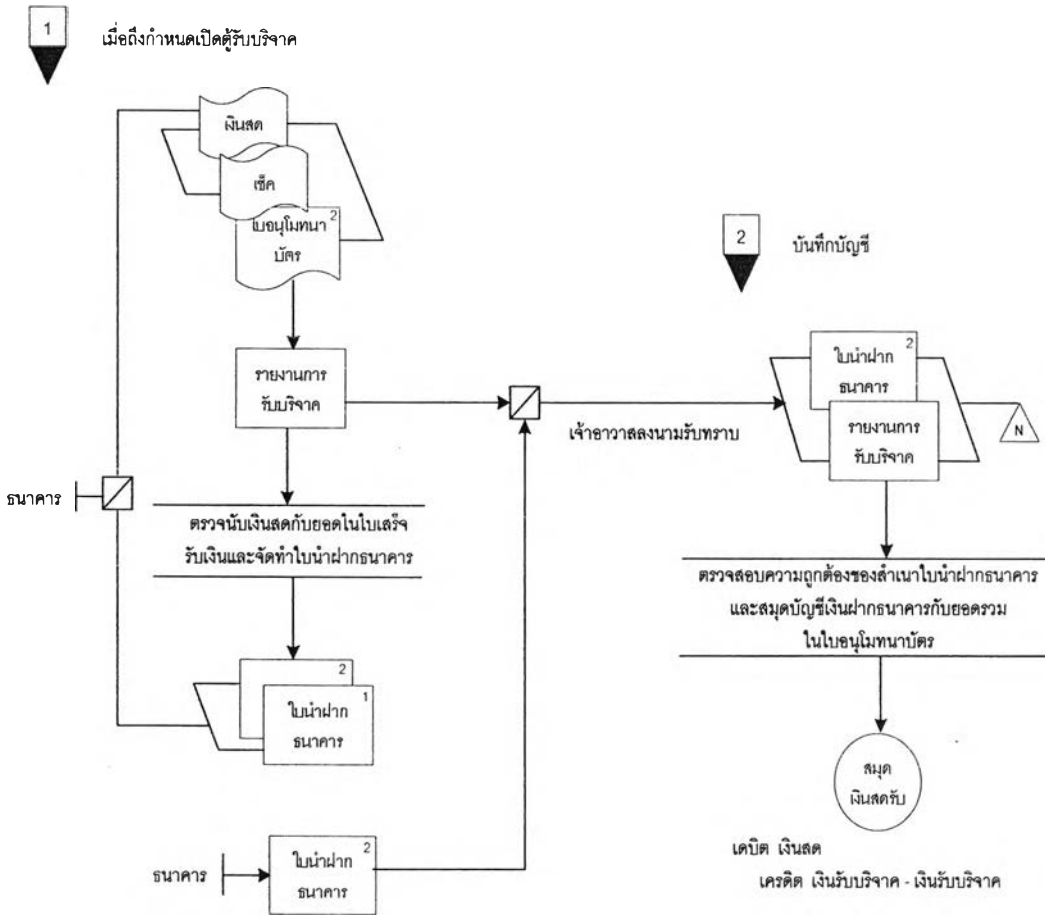 1
เมื่อถึงกำหนดเปิดตู้รับบริจาค
เงินสด
เช็ค
2
ใบอนุโมทนา
บัตร
รายงานการ
รับบริจาค
ธนาคาร
ตรวจนับเงินสดกับยอดในใบเสร็จ
รับเงินและจัดทำใบนำฝากธนาคาร
2
1
ใบนำฝาก
ธนาคาร
ธนาคาร
2
ใบนำฝาก
ธนาคาร
เจ้าอาวาสลงนามรับทราบ
2
บันทึกบัญชี
2
ใบนำฝาก
ธนาคาร
รายงานการ
รับบริจาค
N
ตรวจสอบความถูกต้องของสำเนาใบนำฝากธนาคาร
และสมุดบัญชีเงินฝากธนาคารกับยอดรวม
ในใบอนุโมทนาบัตร
สมุด
เงินสดรับ
เดบิต เงินสด
เครดิต เงินรับบริจาค - เงินรับบริจาค